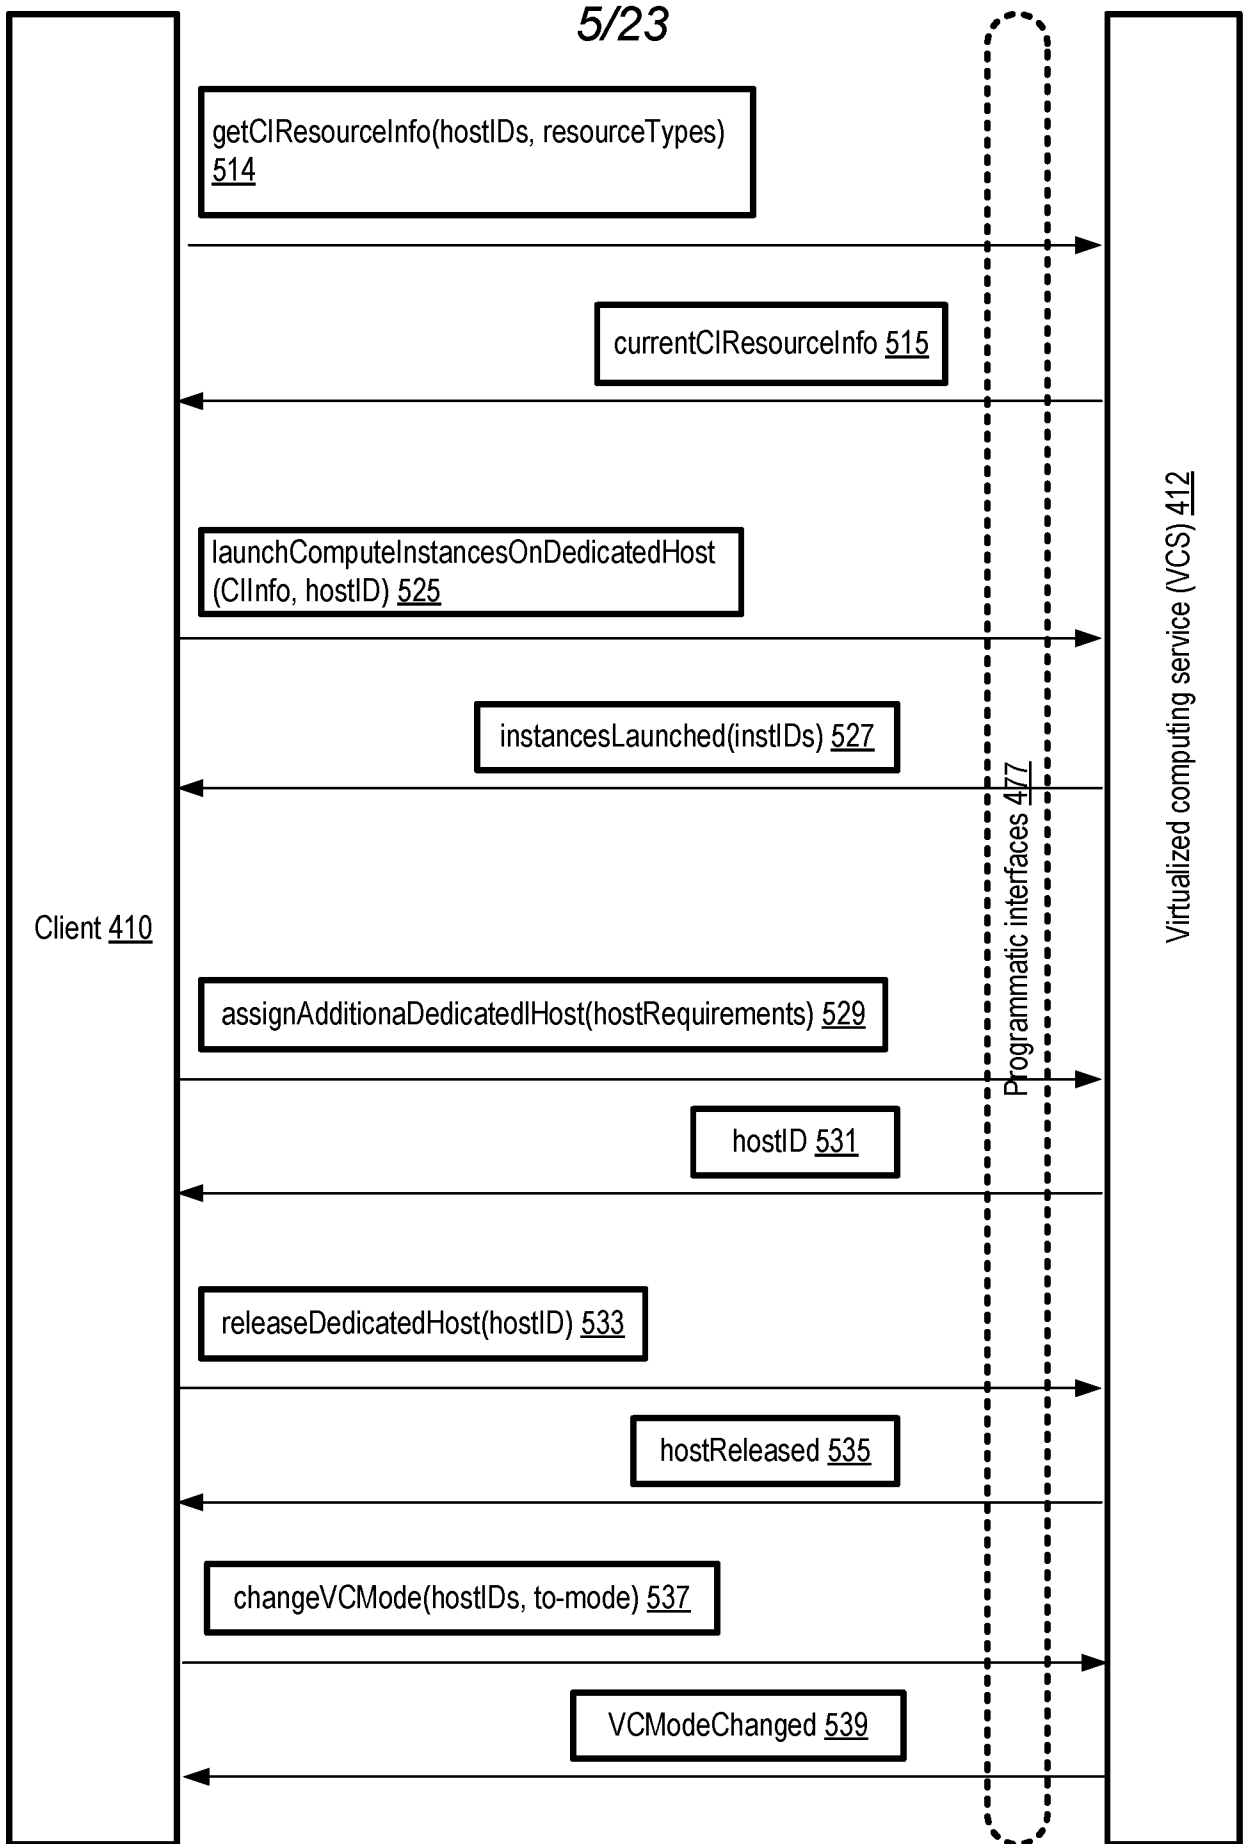 5/23
getCIResourceInfo(hostIDs, resourceTypes)
514
currentCIResourceInfo 515
launchComputeInstancesOnDedicatedHost
(CIInfo, hostID) 525
instancesLaunched(instIDs) 527
Client 410
Programmatic interfaces 477
Virtualized computing service (VCS) 412
assignAdditionaDedicatedlHost(hostRequirements) 529
hostID 531
releaseDedicatedHost(hostID) 533
hostReleased 535
changeVCMode(hostIDs, to-mode) 537
VCModeChanged 539